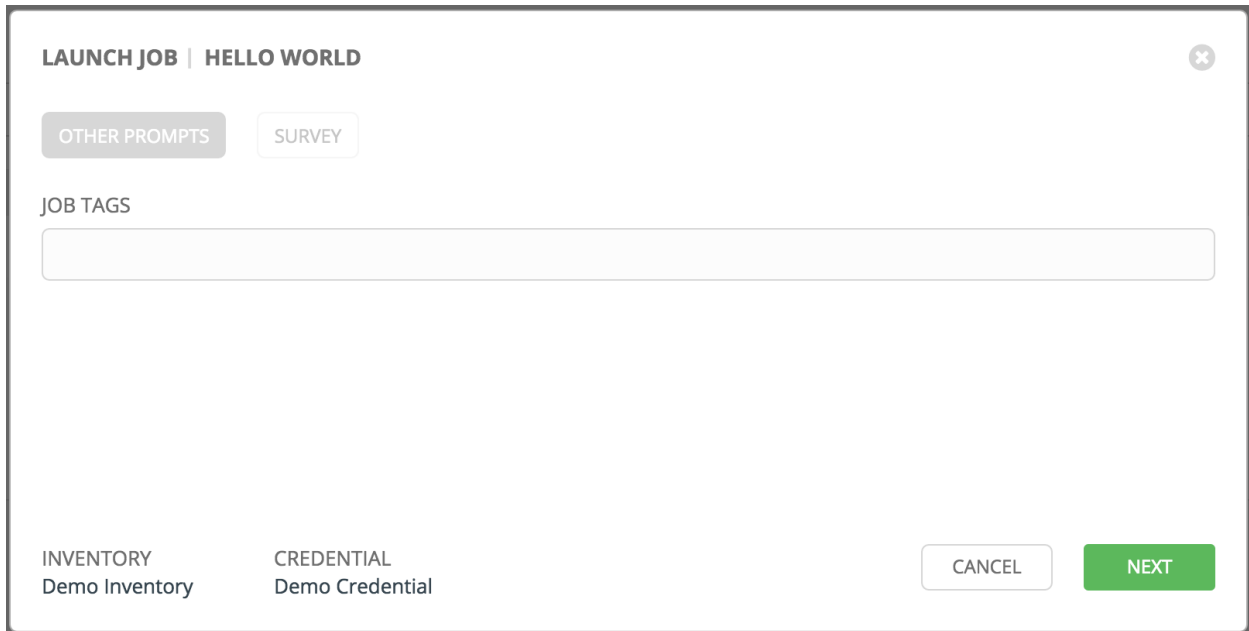 LAUNCH JOB | HELLO WORLD
OTHER PROMPTS SURVEY
JOB TAGS
INVENTORY CREDENTIAL
Demo Inventory Demo Credential
CANCEL NEXT